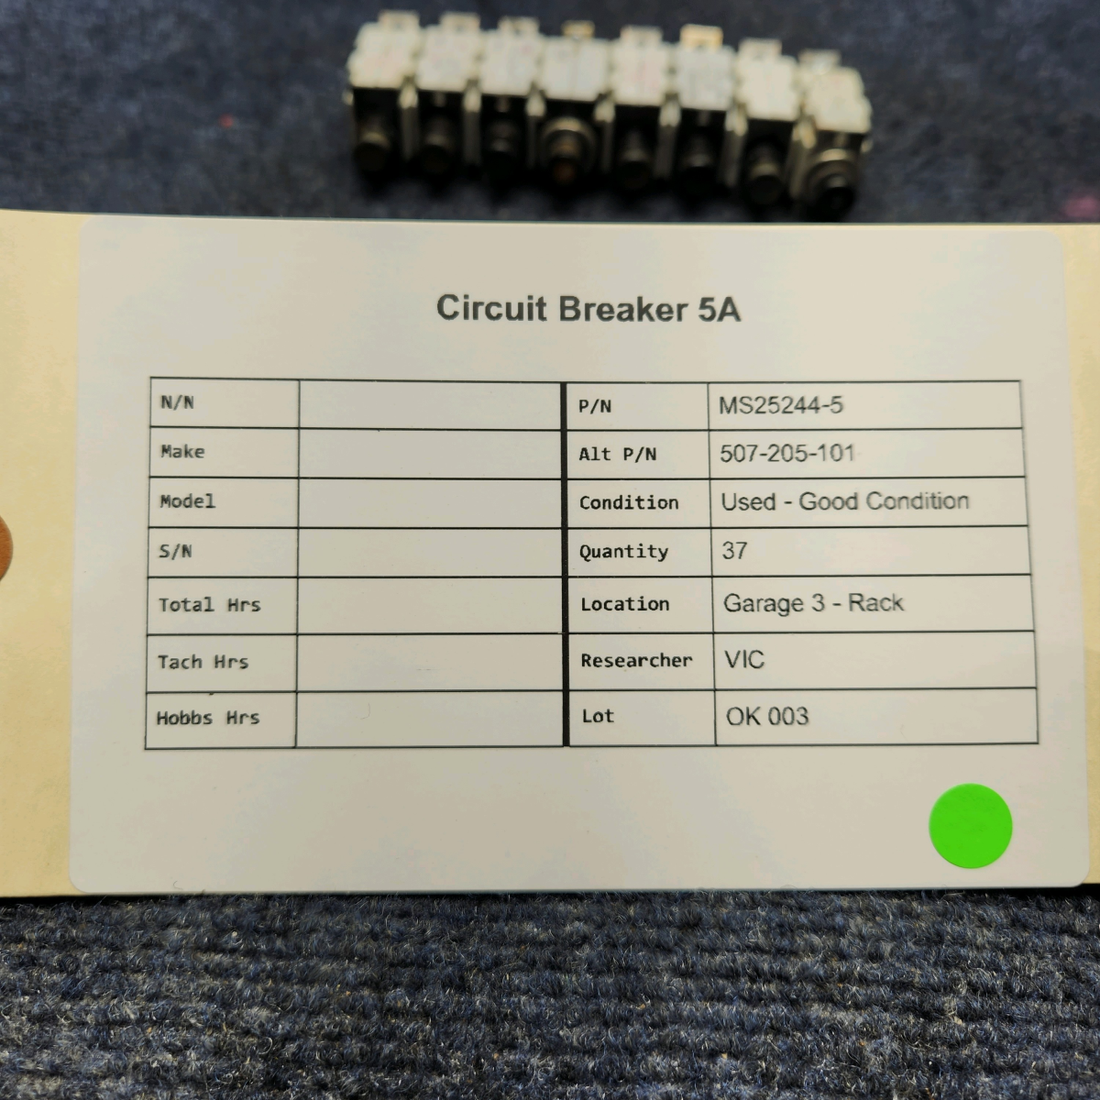 Circuit Breaker 5A
N/N P/N MS25244-5
Make Alt P/N 507-205-101
Model Condition Used - Good Condition
S/N Quantity 37
Total Hrs Location Garage 3 - Rack
Tach Hrs Researcher VIC
Hobbs Hrs Lot OK 003